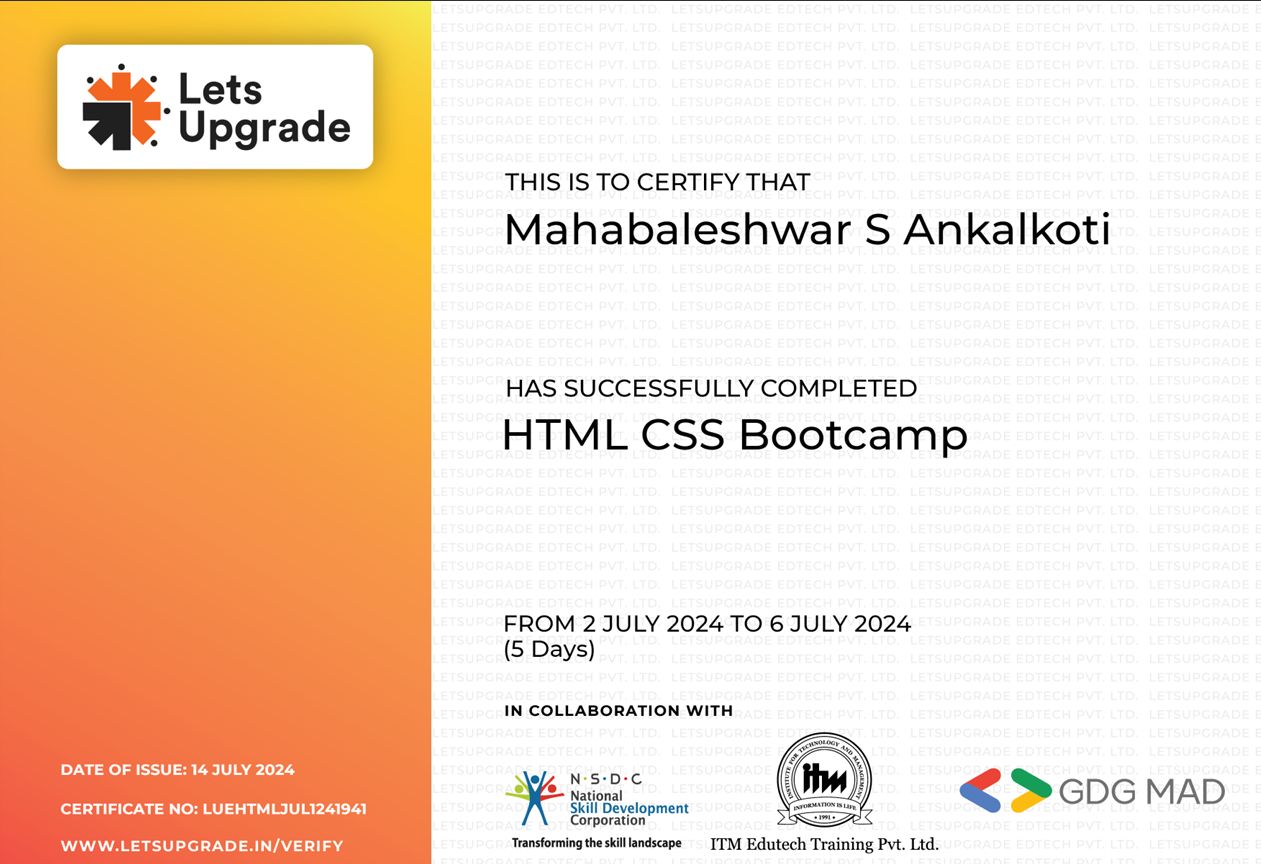 Lets
Upgrade
THIS IS TO CERTIFY THAT
Mahabaleshwar S Ankalkoti
HAS SUCCESSFULLY COMPLETED
HTML CSS Bootcamp
FROM 2 JULY 2024 TO 6 JULY 2024
(5 Days)
IN COLLABORATION WITH
DATE OF ISSUE: 14 JULY 2024
CERTIFICATE NO: LUEHTMLJUL1241941
WWW.LETSUPGRADE.IN/VERIFY
N·S·D·C
National
Skill Development
Corporation
Transforming the skill landscape
INSTITUTE FOR TECHNOLOGY AND MANAGEMENT
itm
INFORMATION IS LIFE
• 1991 •
ITM Edutech Training Pvt. Ltd.
GDG MAD
LETSUPGRADE EDTECH PVT. LTD.